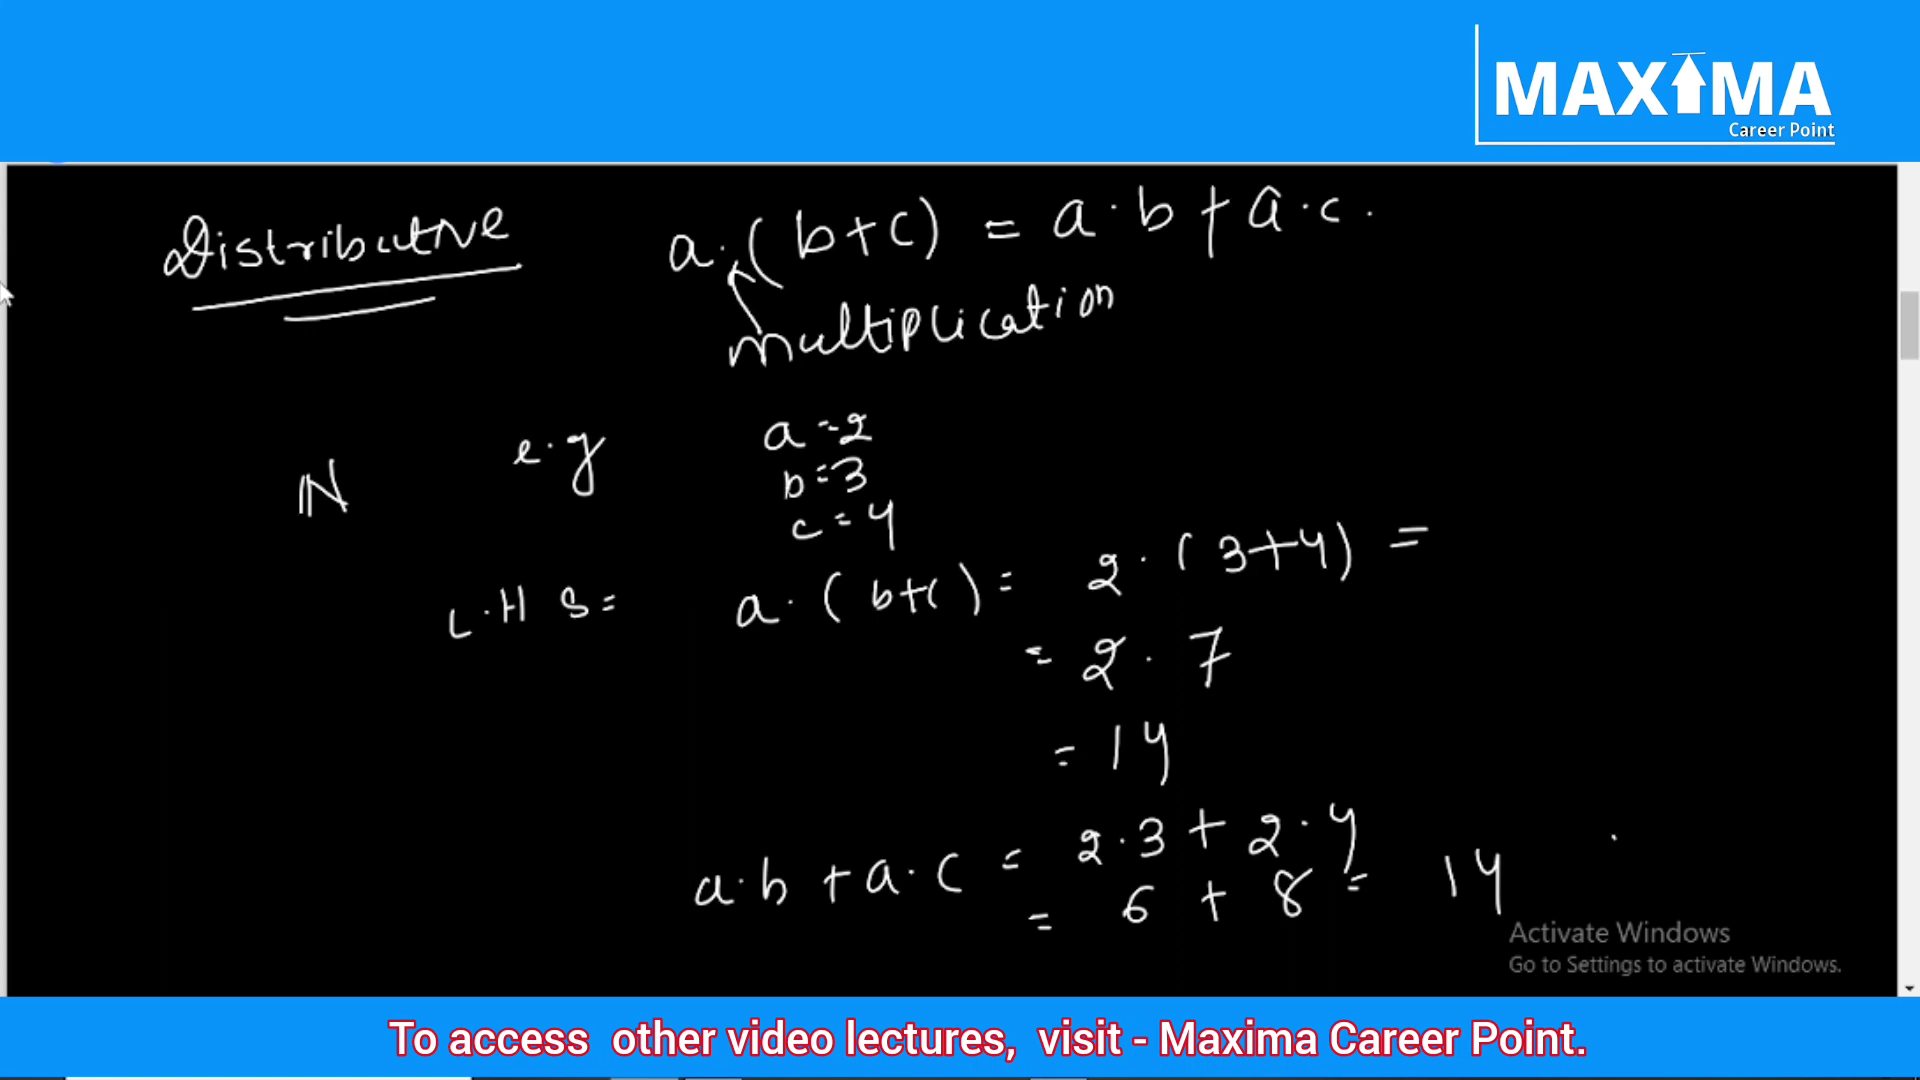 MAXIMA
Career Point
Distributive a.(b+c) = a.b + a.c.
multiplication
N e.g a=2
b=3
c=4
L.H S= a.(b+c)= 2.(3+4) =
= 2.7
= 14
a.b + a.c = 2.3 + 2.4
= 6 + 8 = 14
Activate Windows
Go to Settings to activate Windows.
To access other video lectures, visit - Maxima Career Point.